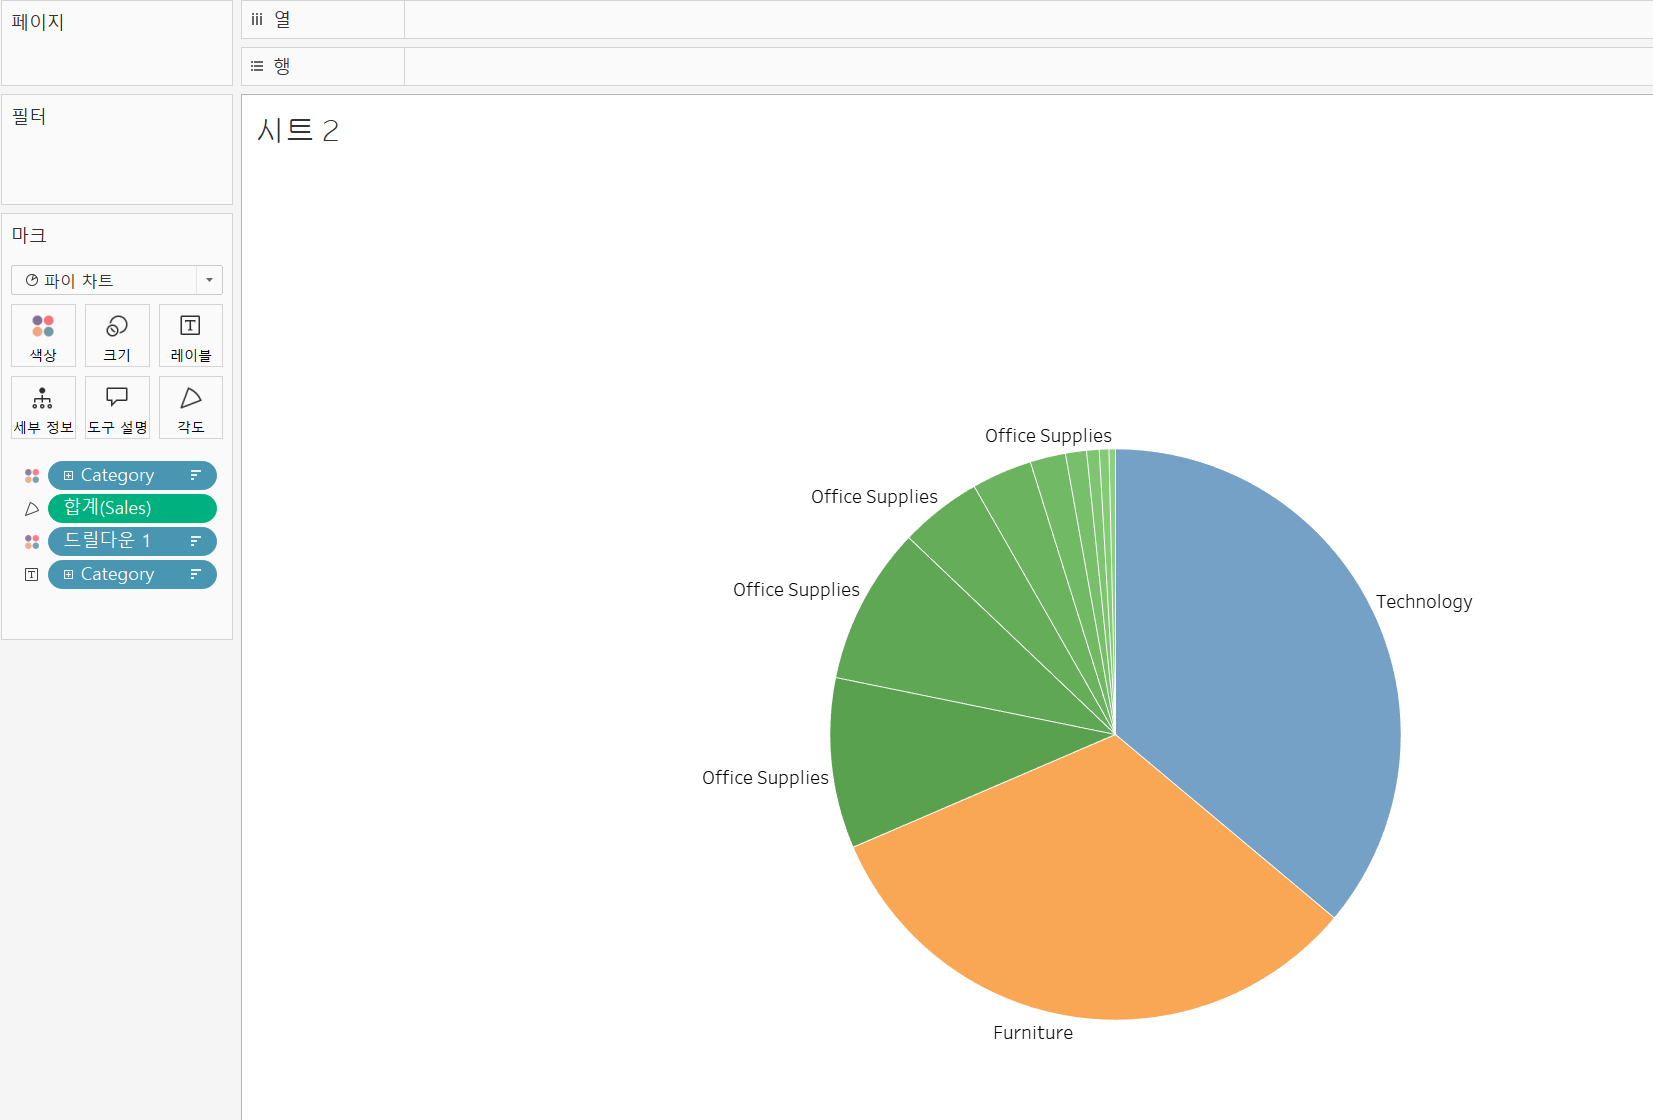 페이지
열
행
필터
시트 2
마크
파이 차트
색상
크기
레이블
세부 정보
도구 설명
각도
Category
합계(Sales)
드릴다운 1
Category
Office Supplies
Office Supplies
Office Supplies
Technology
Office Supplies
Furniture